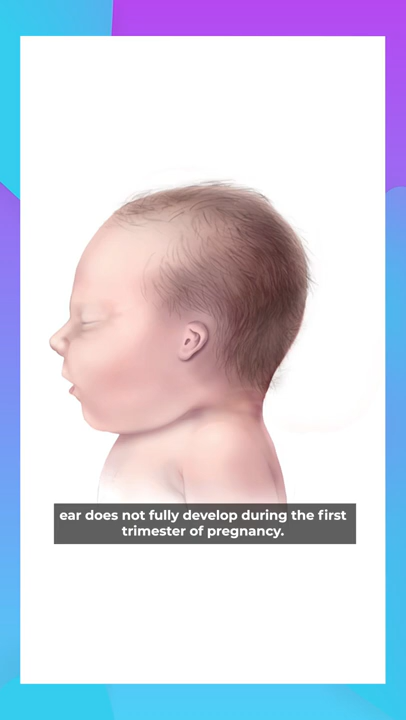 ear does not fully develop during the first
trimester of pregnancy.